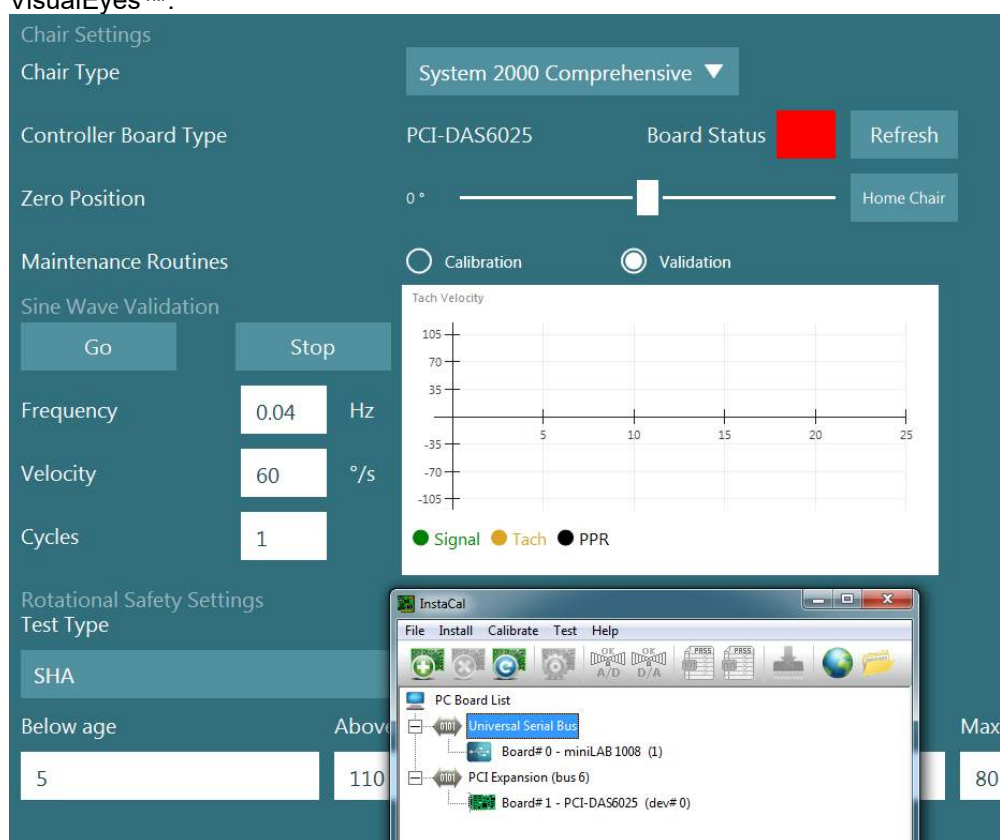 VisualEyes™.
Chair Settings
Chair Type System 2000 Comprehensive
Controller Board Type PCI-DAS6025 Board Status Refresh
Zero Position 0 ° Home Chair
Maintenance Routines Calibration Validation
Sine Wave Validation
Go Stop
Frequency 0.04 Hz
Velocity 60 °/s
Cycles 1
Tach Velocity
105
70
35
5 10 15 20 25
-35
-70
-105
Signal Tach PPR
Rotational Safety Settings
Test Type
SHA
Below age Above Max
5 110 80
InstaCal
File Install Calibrate Test Help
OK A/D OK D/A PASS PASS
PC Board List
Universal Serial Bus
Board# 0 - miniLAB 1008 (1)
PCI Expansion (bus 6)
Board# 1 - PCI-DAS6025 (dev# 0)